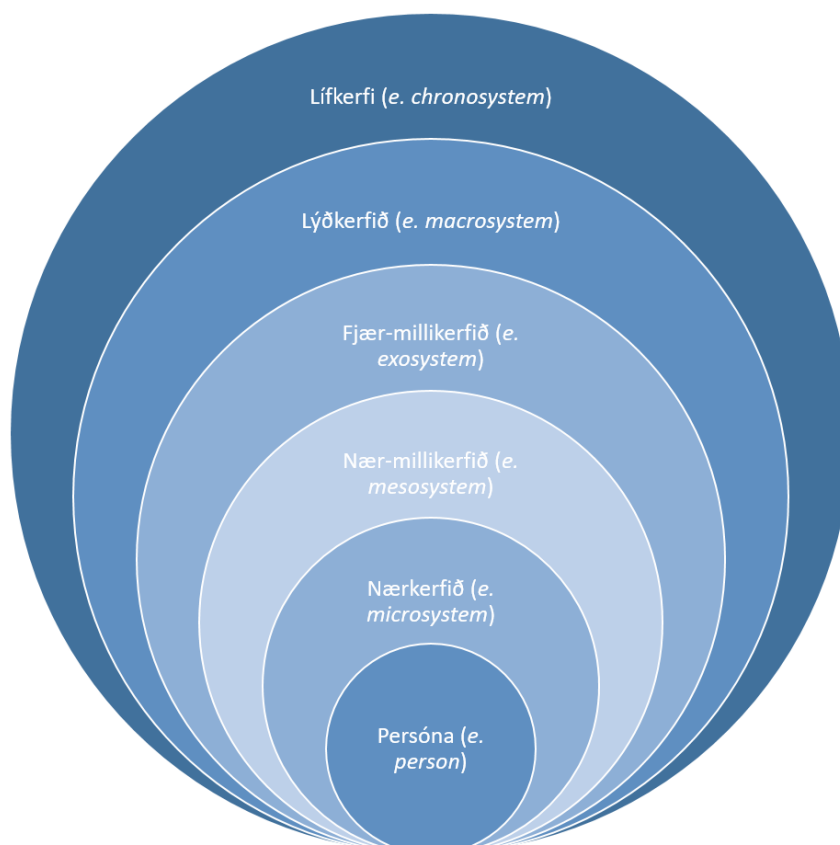 Lífkerfi (e. chronosystem)
Lýðkerfið (e. macrosystem)
Fjær-millikerfið (e.
exosystem)
Nær-millikerfið (e.
mesosystem)
Nærkerfið (e.
microsystem)
Persóna (e.
person)